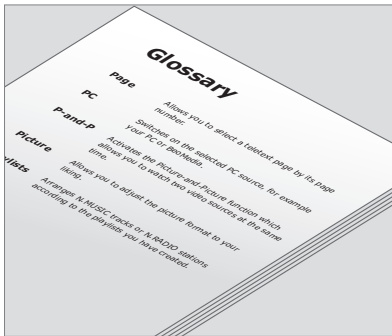 Glossary
Page
Allows you to select a teletext page by its page
number.
PC
Switches on the selected PC source, for example
your PC or BeoMedia.
P-and-P
Activates the Picture-and-Picture function which
allows you to watch two video sources at the same
time.
Picture
Allows you to adjust the picture format to your
liking.
ylists
Arranges N.MUSIC tracks or N.RADIO stations
according to the playlists you have created.